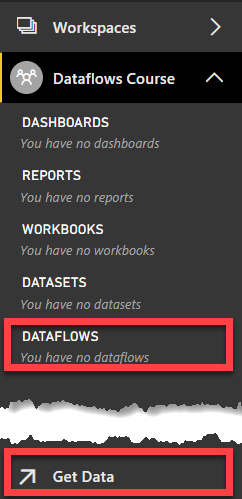 Workspaces
Dataflows Course
DASHBOARDS
You have no dashboards
REPORTS
You have no reports
WORKBOOKS
You have no workbooks
DATASETS
You have no datasets
DATAFLOWS
You have no dataflows
Get Data